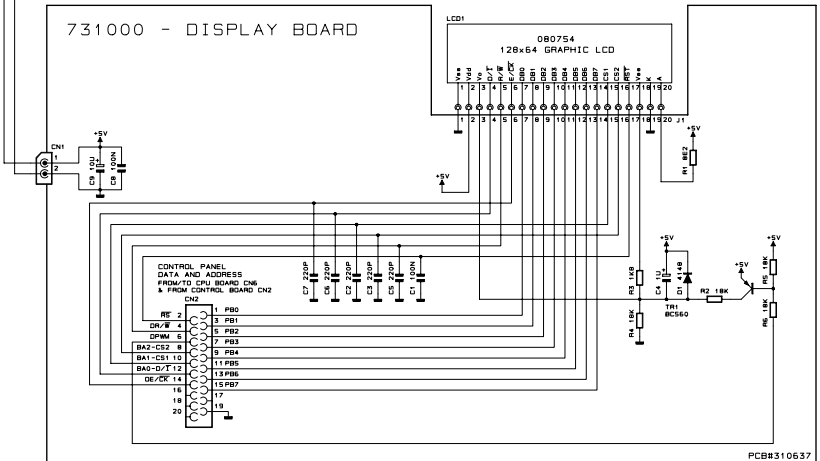 731000 - DISPLAY BOARD
LCD1
080754
128x64 GRAPHIC LCD
Vss Vdd Vo D/I R/W E/CK DB0 DB1 DB2 DB3 DB4 DB5 DB6 DB7 CS1 CS2 RST Vee K A
1 2 3 4 5 6 7 8 9 10 11 12 13 14 15 16 17 18 19 20
1 2 3 4 5 6 7 8 9 10 11 12 13 14 15 16 17 18 19 20
J1
+5V
R1 8E2
CN1
1
2
+5V
C9 10U
+
C8 100N
+5V
C7 220P
C6 220P
C2 220P
C3 220P
C5 220P
C1 100N
R3 1K8
R4 18K
+5V
C4 1U
+
D1 4148
R2 18K
TR1
BC560
+5V
+5V
R5 18K
R6 18K
CONTROL PANEL
DATA AND ADDRESS
FROM/TO CPU BOARD CN6
& FROM CONTROL BOARD CN2
CN2
1 PB0
RS 2
3 PB1
DR/W 4
5 PB2
DPWM 6
7 PB3
BA2-CS2 8
9 PB4
BA1-CS1 10
11 PB5
BA0-D/I 12
13 PB6
OE/CK 14
15 PB7
16
17
18
19
20
PCB#310637